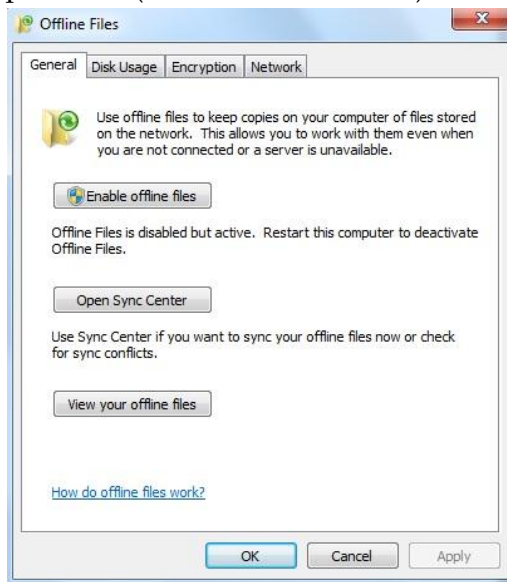 Offline Files
General Disk Usage Encryption Network
Use offline files to keep copies on your computer of files stored
on the network. This allows you to work with them even when
you are not connected or a server is unavailable.
Enable offline files
Offline Files is disabled but active. Restart this computer to deactivate
Offline Files.
Open Sync Center
Use Sync Center if you want to sync your offline files now or check
for sync conflicts.
View your offline files
How do offline files work?
OK Cancel Apply